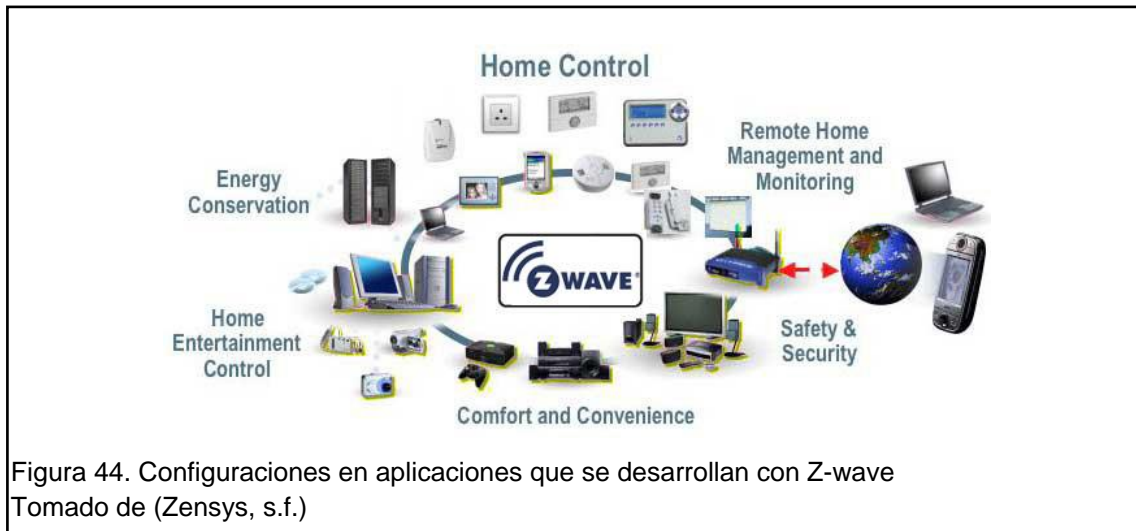 Home Control
Energy
Conservation
Remote Home
Management and
Monitoring
Z WAVE
Home
Entertainment
Control
Safety &
Security
Comfort and Convenience
Figura 44. Configuraciones en aplicaciones que se desarrollan con Z-wave
Tomado de (Zensys, s.f.)